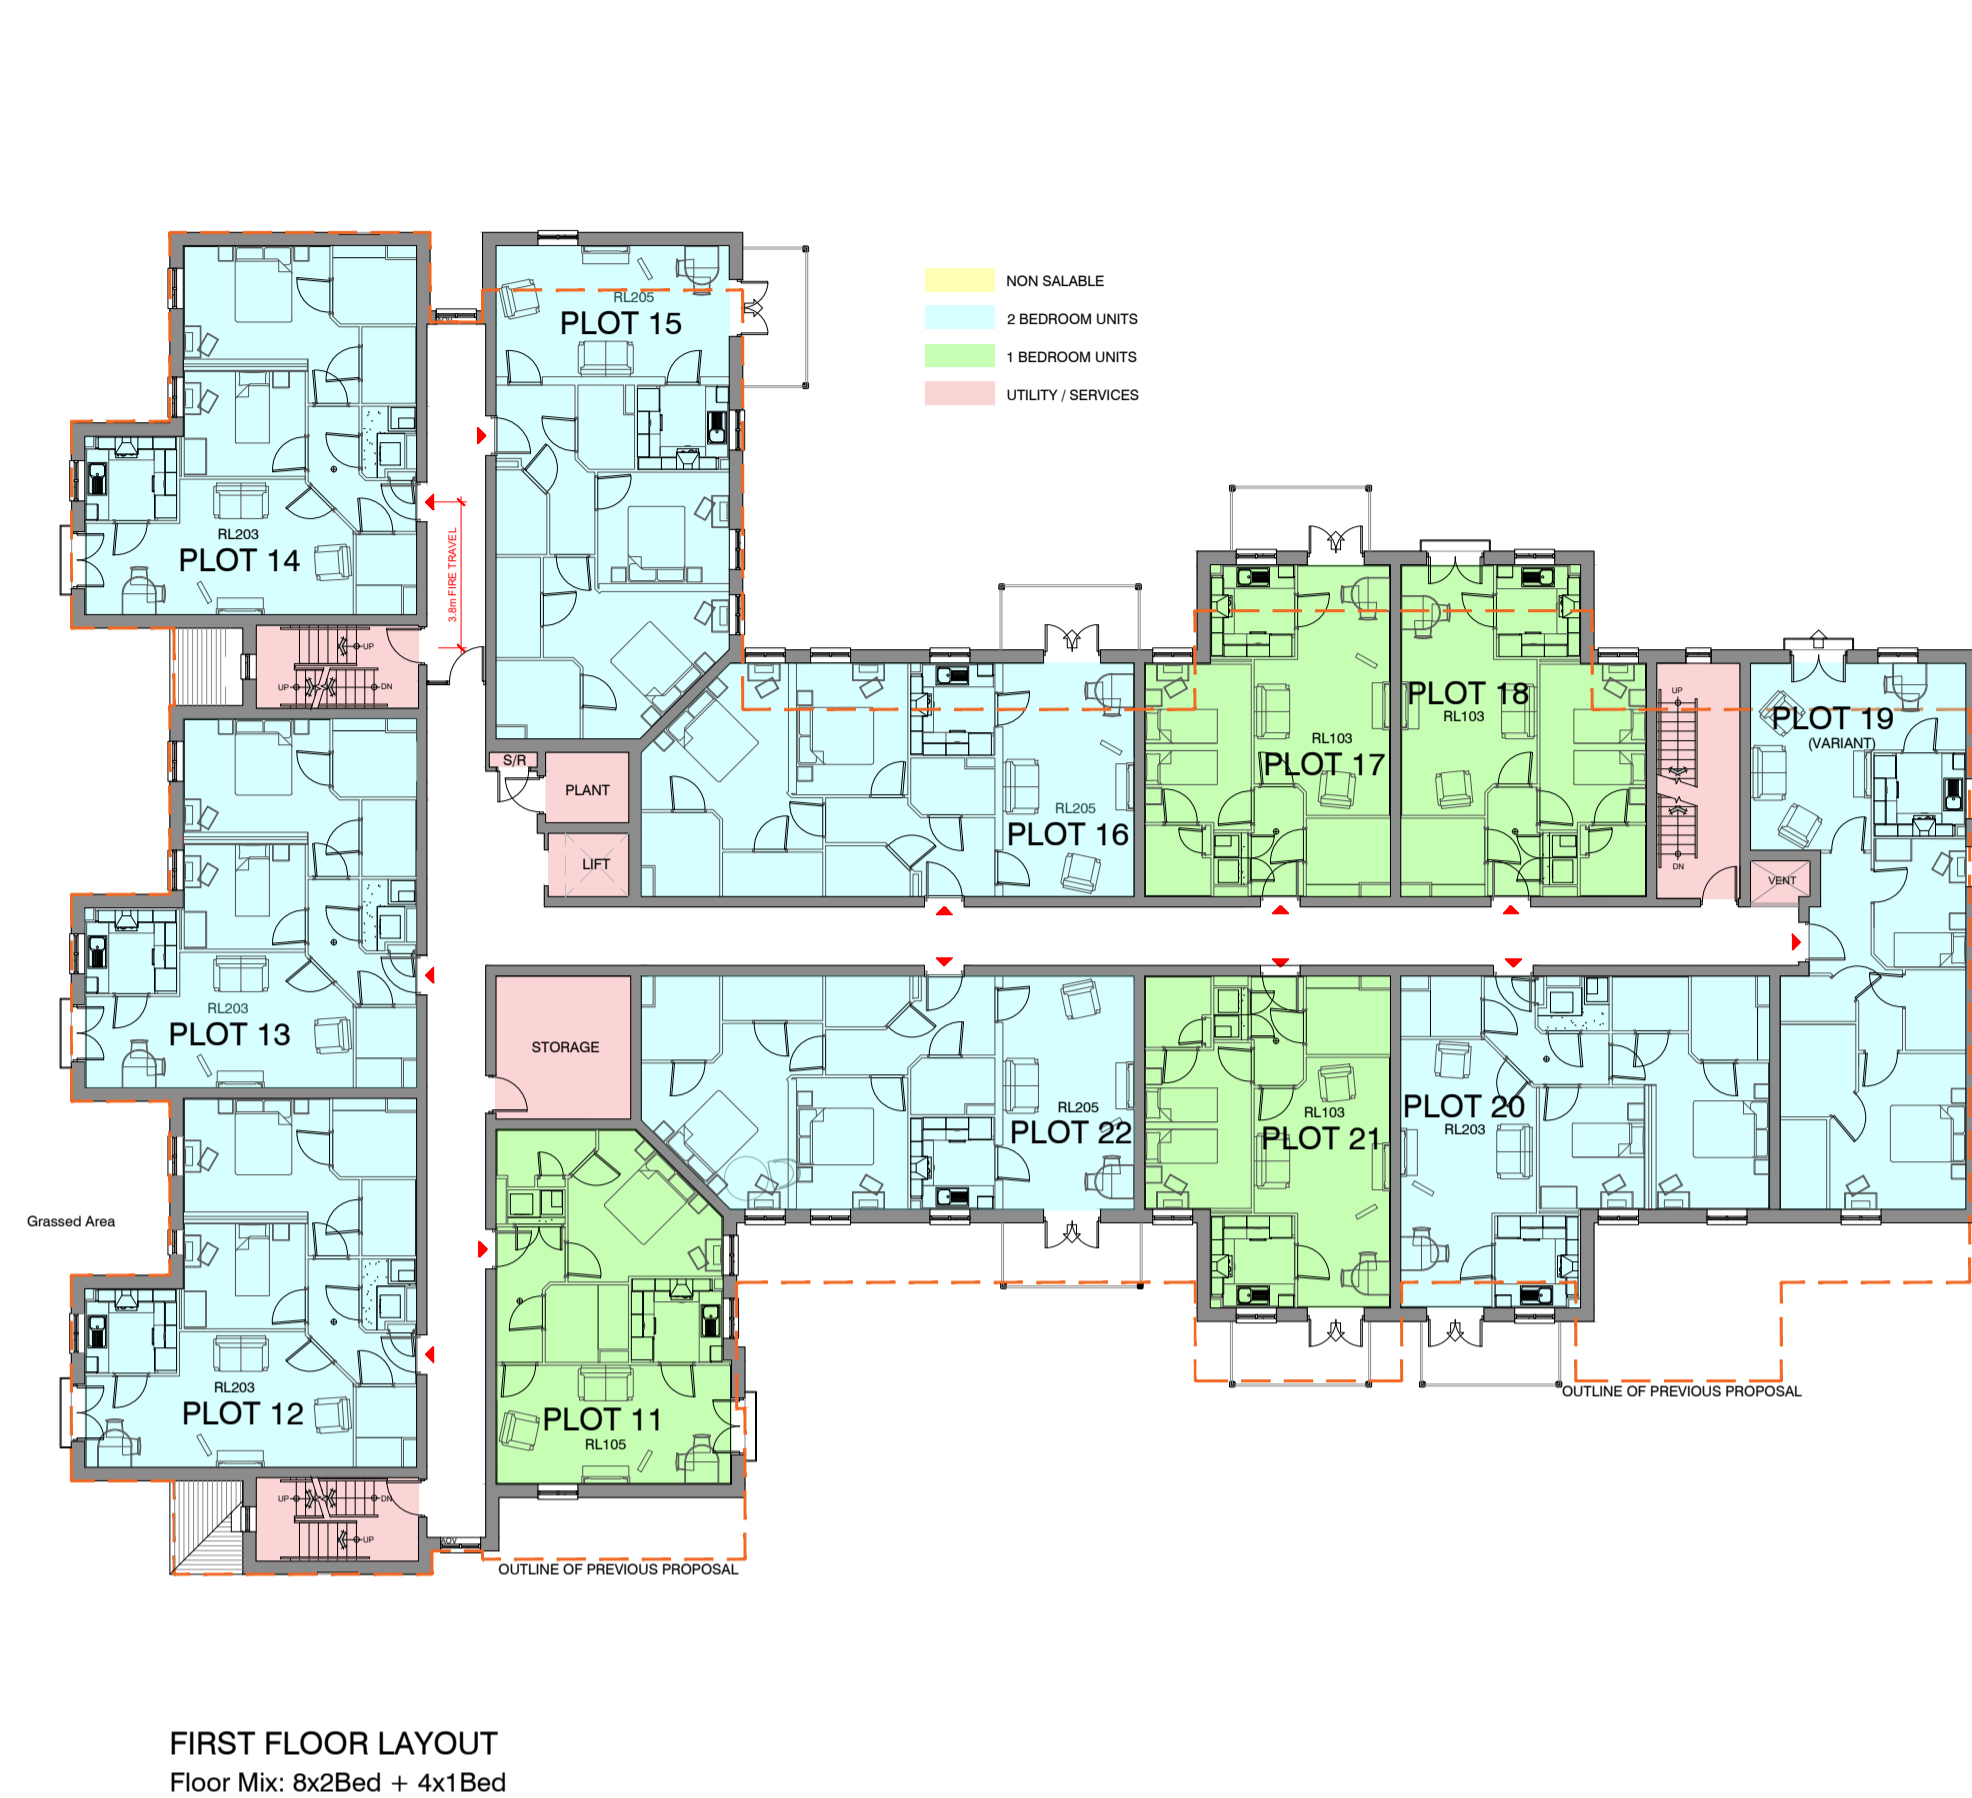 NON SALABLE
2 BEDROOM UNITS
1 BEDROOM UNITS
UTILITY / SERVICES
RL205
PLOT 15
AOV
RL203
PLOT 14
3.8m FIRE TRAVEL
UP
UP
DN
S/R
PLANT
LIFT
RL205
PLOT 16
RL103
PLOT 17
PLOT 18
RL103
UP
DN
PLOT 19
(VARIANT)
VENT
RL203
PLOT 13
STORAGE
RL205
PLOT 22
RL103
PLOT 21
PLOT 20
RL203
Grassed Area
RL203
PLOT 12
PLOT 11
RL105
OUTLINE OF PREVIOUS PROPOSAL
UP
DN
UP
AOV
OUTLINE OF PREVIOUS PROPOSAL
FIRST FLOOR LAYOUT
Floor Mix: 8x2Bed + 4x1Bed